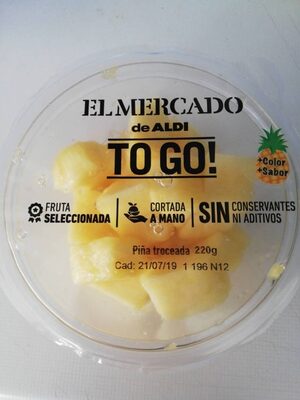 EL MERCADO
de ALDI
TO GO!
+Color
+Sabor
FRUTA
SELECCIONADA
CORTADA
A MANO
SIN CONSERVANTES
NI ADITIVOS
Piña troceada 220g
Cad: 21/07/19 1 196 N12